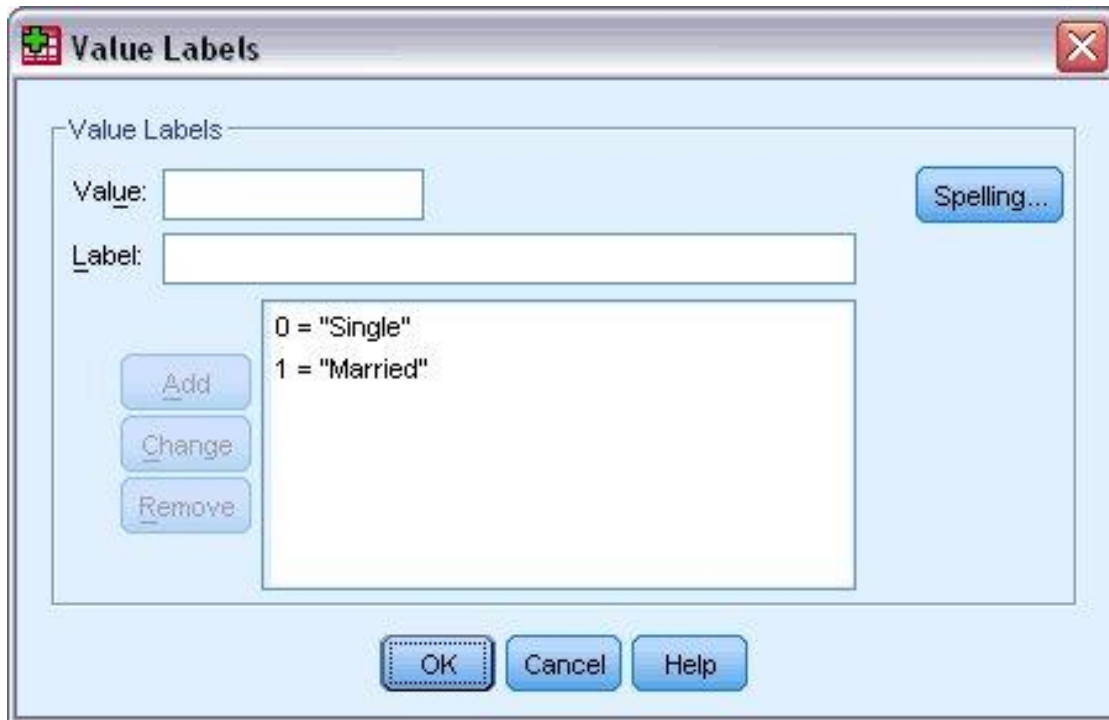 Value Labels
Value Labels
Value:
Spelling...
Label:
0 = "Single"
1 = "Married"
Add
Change
Remove
OK Cancel Help